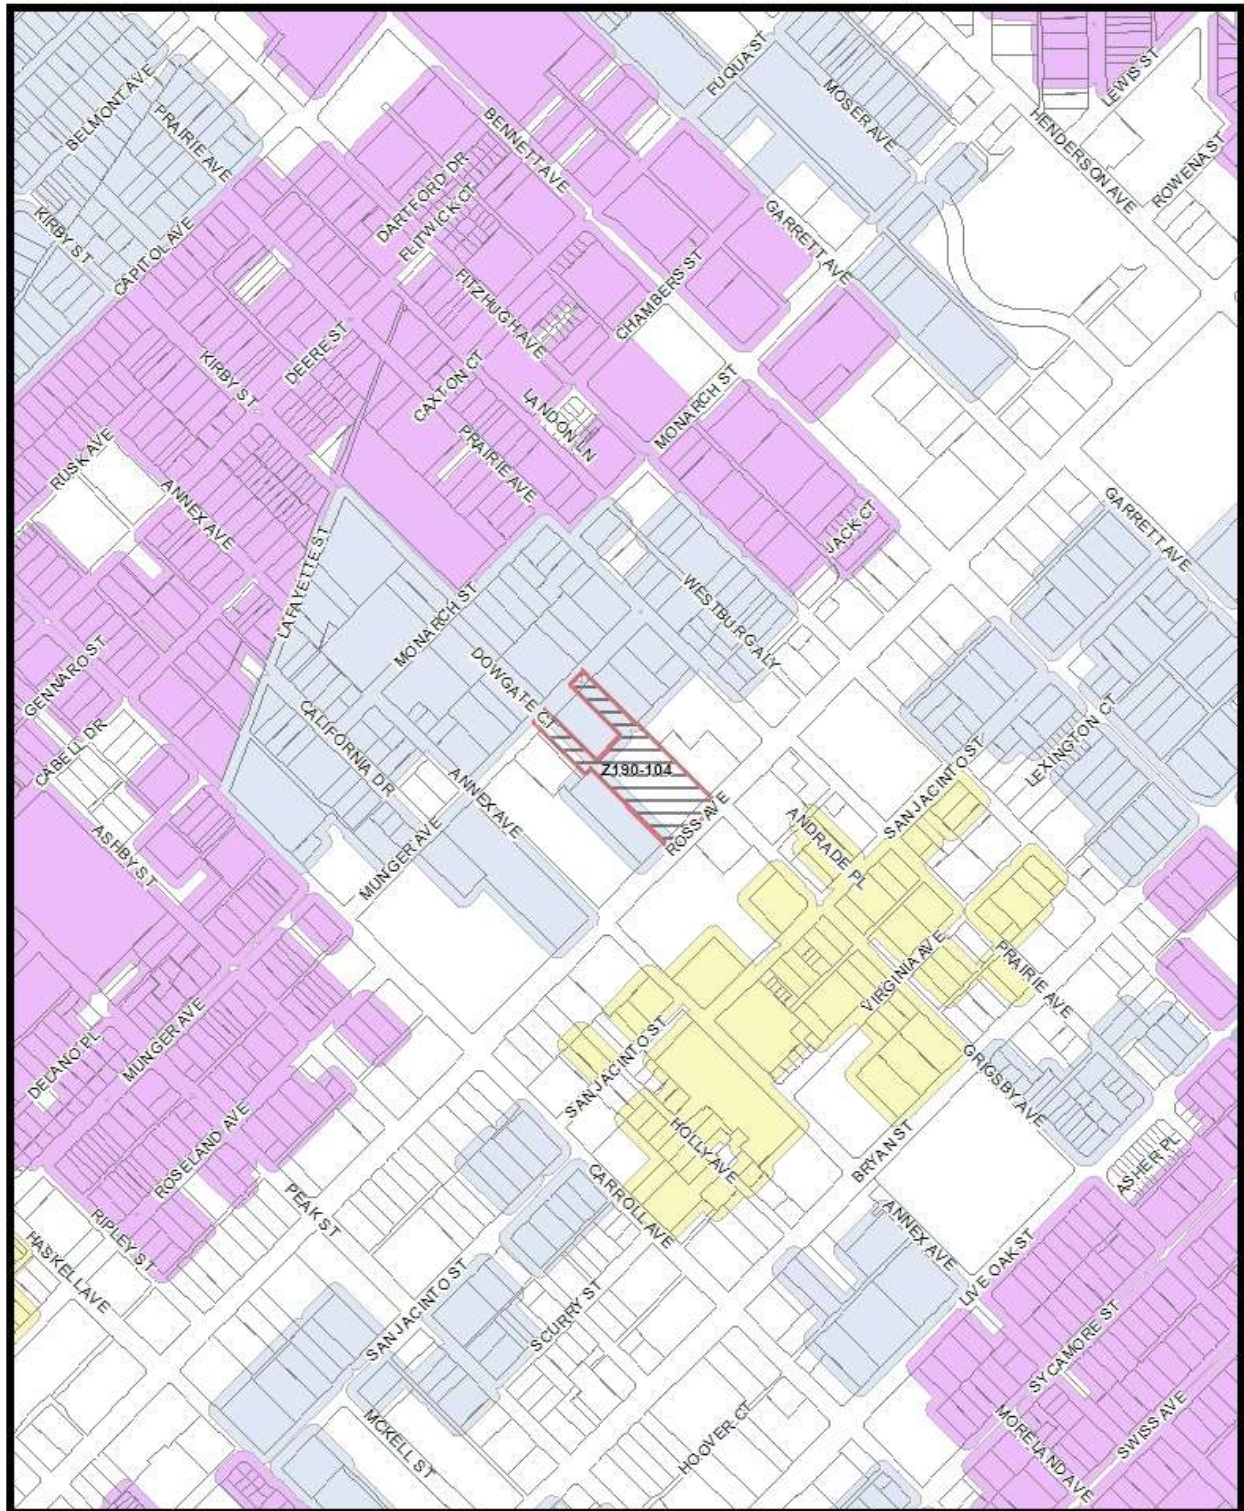 FUQUA ST
BELMONT AVE
LEWIS ST
MOSER AVE
PRAIRIE AVE
BENNETT AVE
HENDERSON AVE
ROWENA ST
DARTFORD DR
FLITWICK CT
KIRBY ST
CAPITOL AVE
GARRETT AVE
FITZHUGH AVE
CHAMBERS ST
DEERE ST
KIRBY ST
CAXTON CT
LANDON LN
MONARCH ST
RUSK AVE
PRAIRIE AVE
ANNEX AVE
JACK CT
GARRETT AVE
LAFAYETTE ST
MONARCH ST
WESTBURG ALY
GENNARO ST
DOWGATE CT
CABELL DR
CALIFORNIA DR
LEXINGTON CT
Z190-104
SAN JACINTO ST
ANNEX AVE
ROSS AVE
ANDRADE PL
ASHBY ST
MUNGER AVE
VIRGINIA AVE
PRAIRIE AVE
MUNGER AVE
DELANO PL
SAN JACINTO ST
GRIGSBY AVE
HOLLY AVE
BRYAN ST
ROSELAND AVE
ASHER PL
PEAK ST
CARROLL AVE
RIPLEY ST
ANNEX AVE
HASKELL AVE
LIVE OAK ST
SAN JACINTO ST
SCURRY ST
SYCAMORE ST
SWISS AVE
MORELAND AVE
MCKELL ST
HOOVER CT